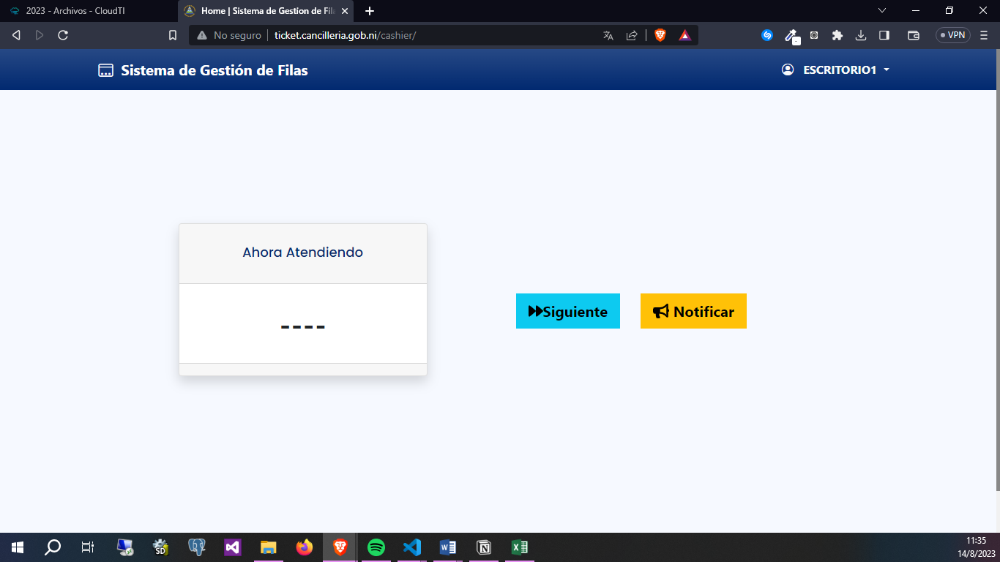 2023 - Archivos - CloudTI
Home | Sistema de Gestion de Fil
No seguro
ticket.cancilleria.gob.ni/cashier/
VPN
Sistema de Gestión de Filas
ESCRITORIO1
Ahora Atendiendo
----
Siguiente
Notificar
SD
11:35
14/8/2023